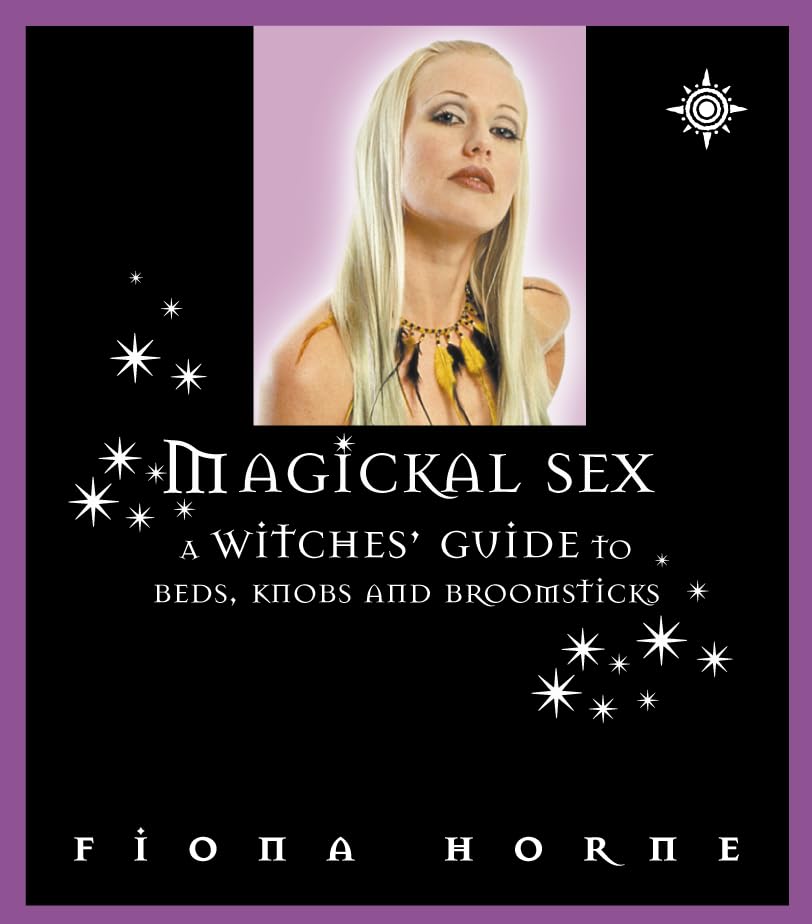 MAGICKAL SEX
A WITCHES' GUIDE TO
BEDS, KNOBS AND BROOMSTICKS
FIONA HORNE